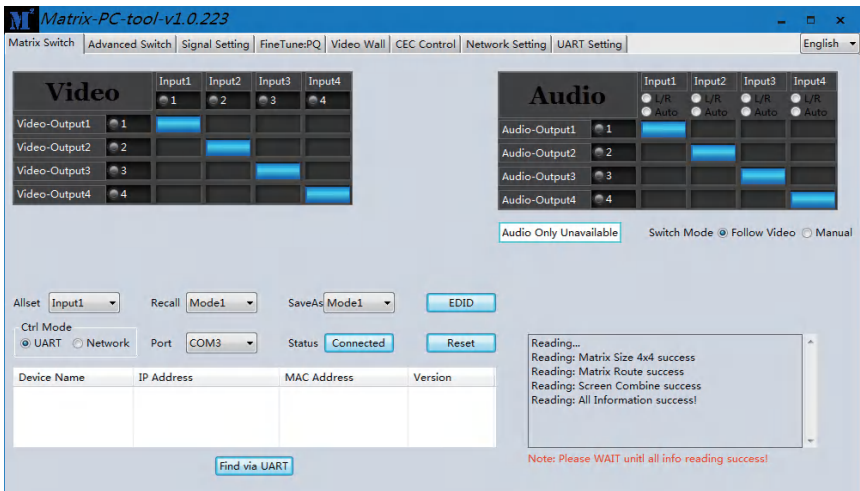 M Matrix-PC-tool-v1.0.223
Matrix Switch Advanced Switch Signal Setting FineTune:PQ Video Wall CEC Control Network Setting UART Setting English
Video Input1 Input2 Input3 Input4
1 2 3 4
Video-Output1 1
Video-Output2 2
Video-Output3 3
Video-Output4 4
Audio Input1 Input2 Input3 Input4
L/R L/R L/R L/R
Auto Auto Auto Auto
Audio-Output1 1
Audio-Output2 2
Audio-Output3 3
Audio-Output4 4
Audio Only Unavailable Switch Mode Follow Video Manual
Allset Input1 Recall Mode1 SaveAs Mode1 EDID
Ctrl Mode
UART Network Port COM3 Status Connected Reset
Device Name IP Address MAC Address Version
Find via UART
Reading...
Reading: Matrix Size 4x4 success
Reading: Matrix Route success
Reading: Screen Combine success
Reading: All Information success!
Note: Please WAIT unitl all info reading success!